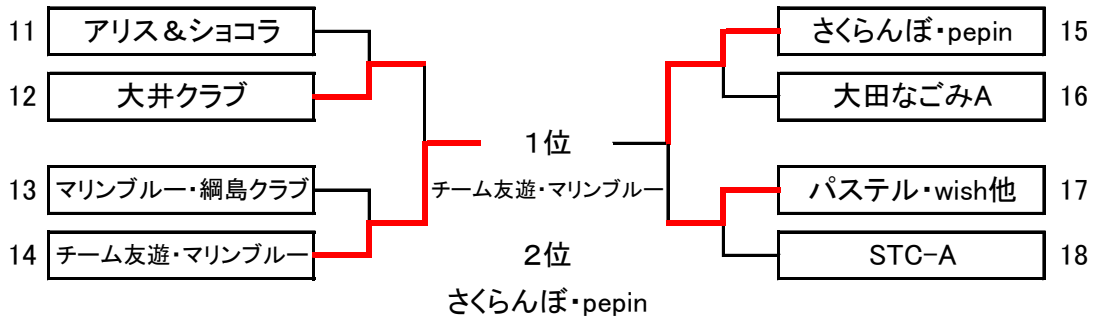 11 アリス&ショコラ
12 大井クラブ
13 マリンブルー・綱島クラブ
14 チーム友遊・マリンブルー
1位
チーム友遊・マリンブルー
2位
さくらんぼ・pepin
さくらんぼ・pepin 15
大田なごみA 16
パステル・wish他 17
STC-A 18